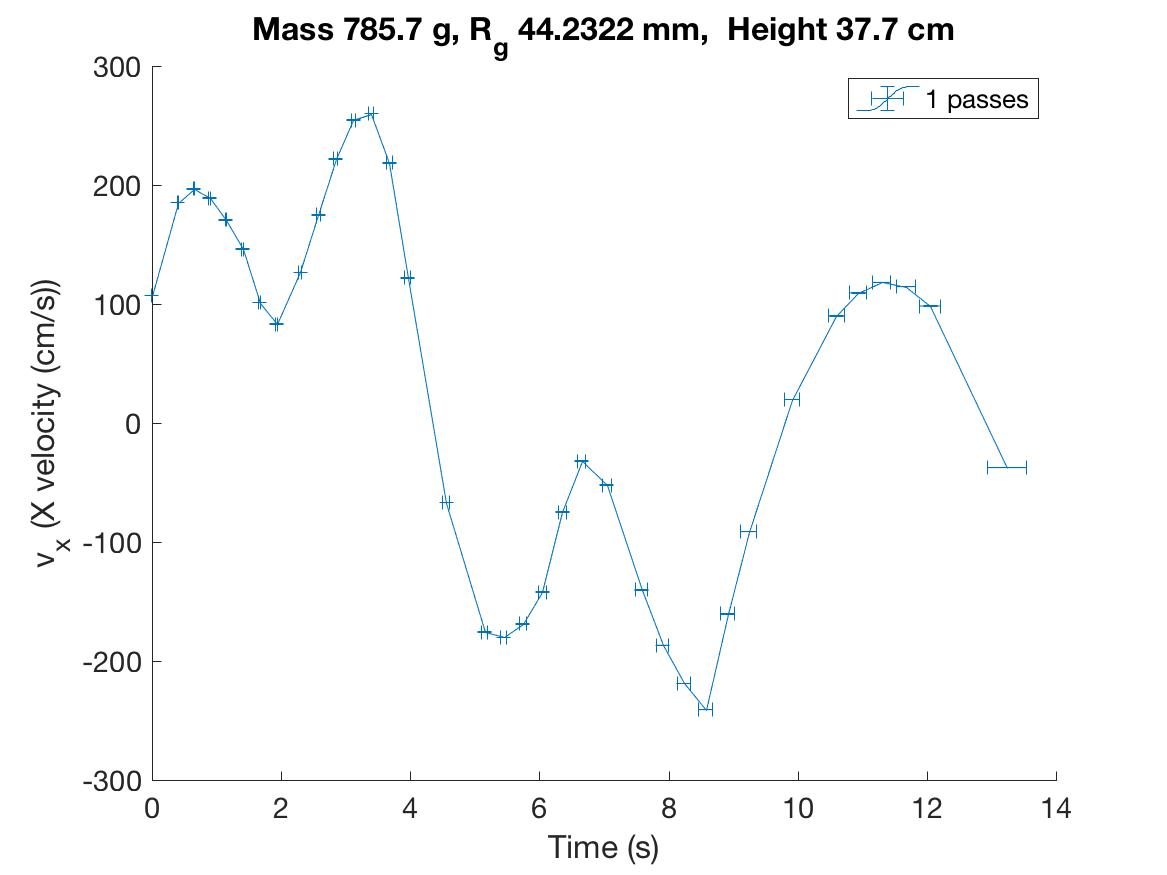 Mass 785.7 g, Rg 44.2322 mm,  Height 37.7 cm
1 passes
300
200
100
0
-100
-200
-300
vx (X velocity (cm/s))
0 2 4 6 8 10 12 14
Time (s)